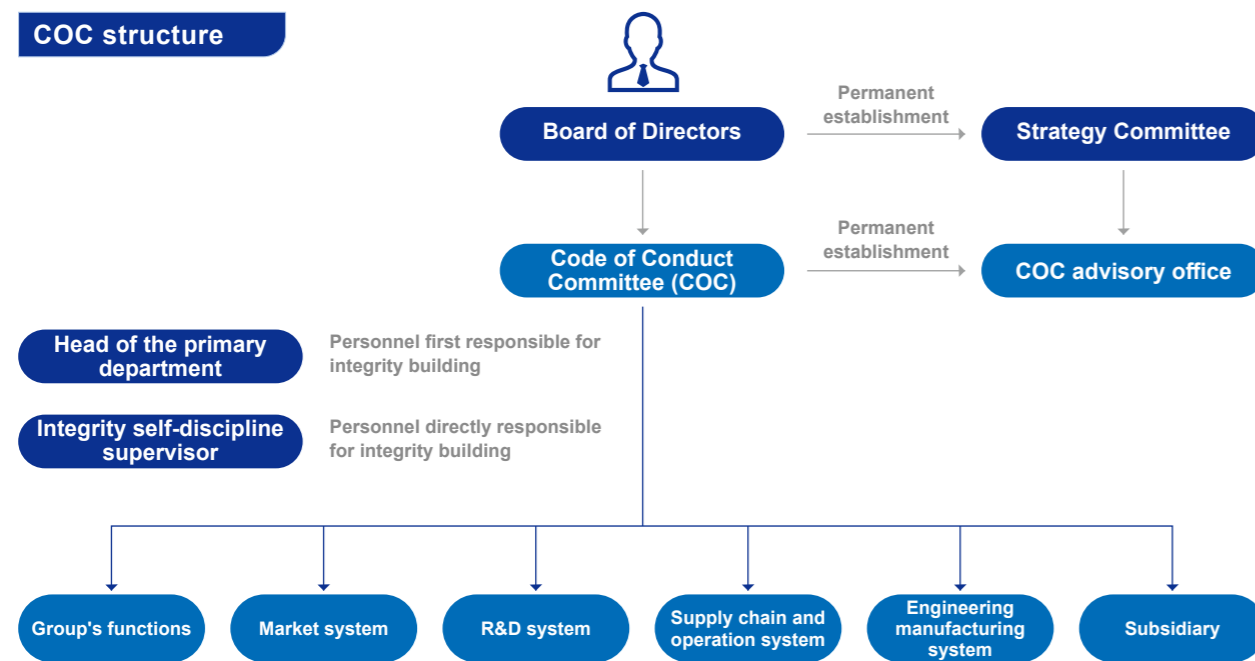 COC structure
Permanent
establishment
Board of Directors
Strategy Committee
Permanent
establishment
Code of Conduct
Committee (COC)
COC advisory office
Head of the primary
department
Personnel first responsible for
integrity building
Integrity self-discipline
supervisor
Personnel directly responsible
for integrity building
Group's functions
Market system
R&D system
Supply chain and
operation system
Engineering
manufacturing
system
Subsidiary